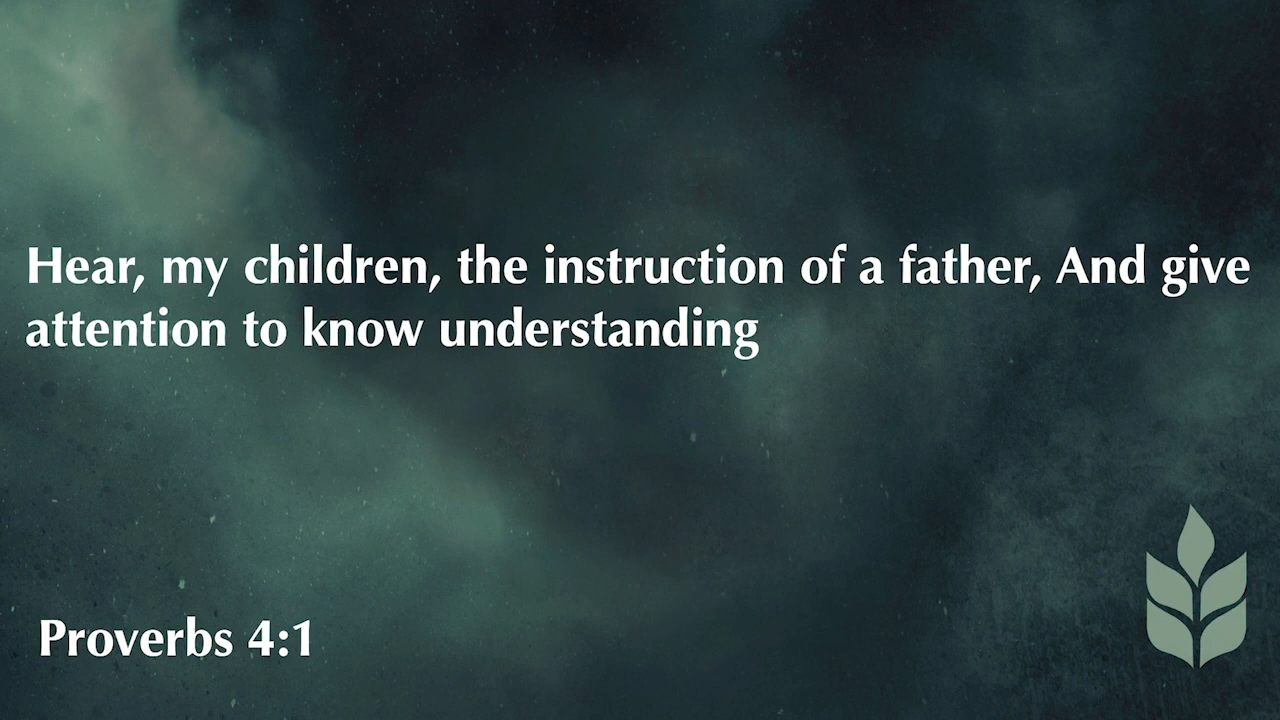 Hear, my children, the instruction of a father, And give
attention to know understanding
Proverbs 4:1